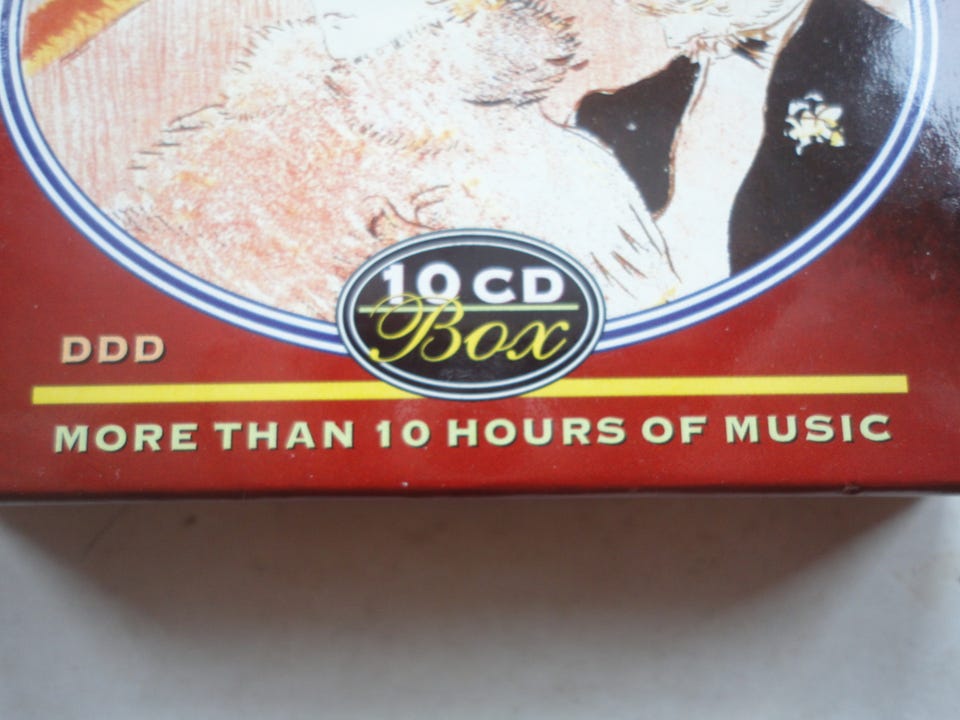 10 CD
Box
DDD
MORE THAN 10 HOURS OF MUSIC